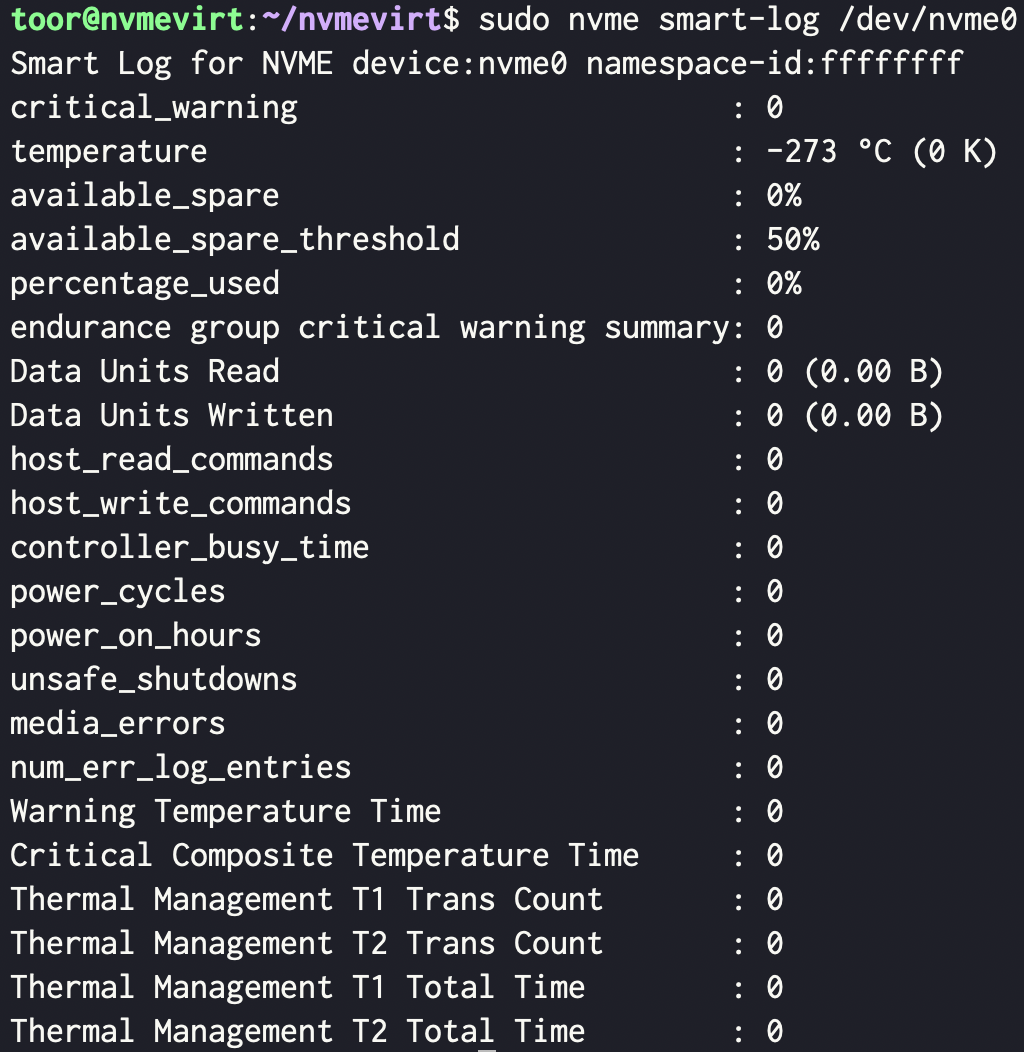 toor@nvmevirt:~/nvmevirt$ sudo nvme smart-log /dev/nvme0
Smart Log for NVME device:nvme0 namespace-id:ffffffff
critical_warning                        : 0
temperature                             : -273 °C (0 K)
available_spare                         : 0%
available_spare_threshold               : 50%
percentage_used                         : 0%
endurance group critical warning summary: 0
Data Units Read                         : 0 (0.00 B)
Data Units Written                      : 0 (0.00 B)
host_read_commands                      : 0
host_write_commands                     : 0
controller_busy_time                    : 0
power_cycles                            : 0
power_on_hours                          : 0
unsafe_shutdowns                        : 0
media_errors                            : 0
num_err_log_entries                     : 0
Warning Temperature Time                : 0
Critical Composite Temperature Time     : 0
Thermal Management T1 Trans Count       : 0
Thermal Management T2 Trans Count       : 0
Thermal Management T1 Total Time        : 0
Thermal Management T2 Total Time        : 0